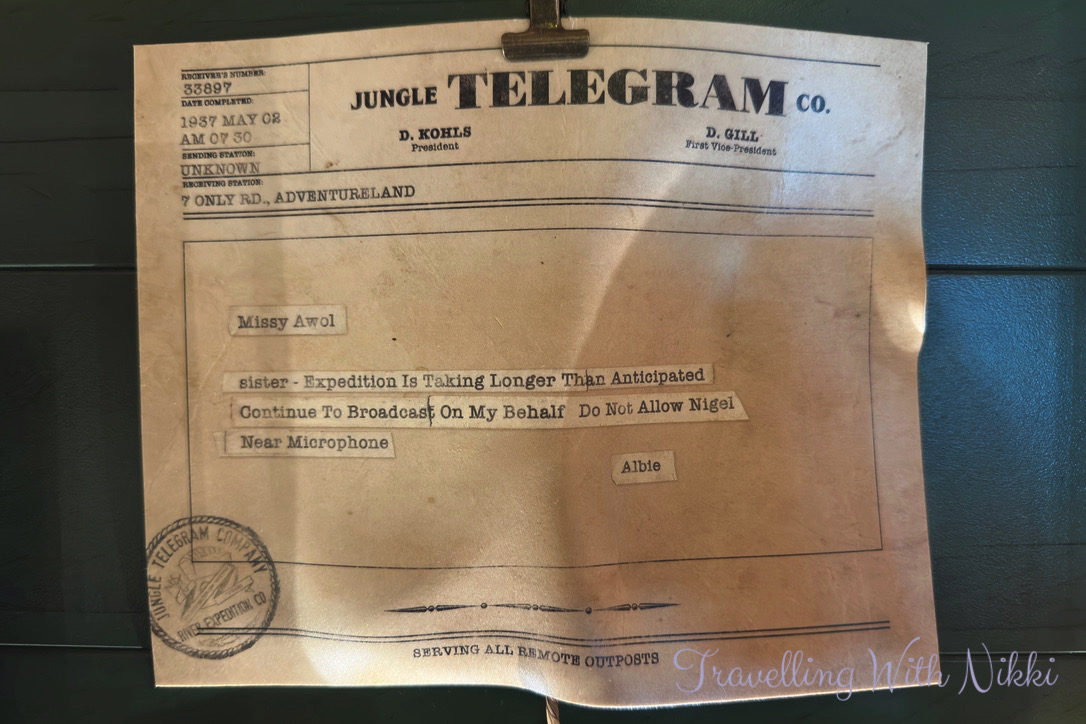 RECEIVER'S NUMBER:
33897
DATE COMPLETED:
1937 MAY 02
AM 07 30
SENDING STATION:
UNKNOWN
RECEIVING STATION:
7 ONLY RD., ADVENTURELAND
JUNGLE TELEGRAM CO.
D. KOHLS
President
D. GILL
First Vice-President
Missy Awol
sister - Expedition Is Taking Longer Than Anticipated
Continue To Broadcast On My Behalf Do Not Allow Nigel
Near Microphone
Albie
JUNGLE TELEGRAM COMPANY
RIVER EXPEDITION CO
SERVING ALL REMOTE OUTPOSTS
Travelling With Nikki